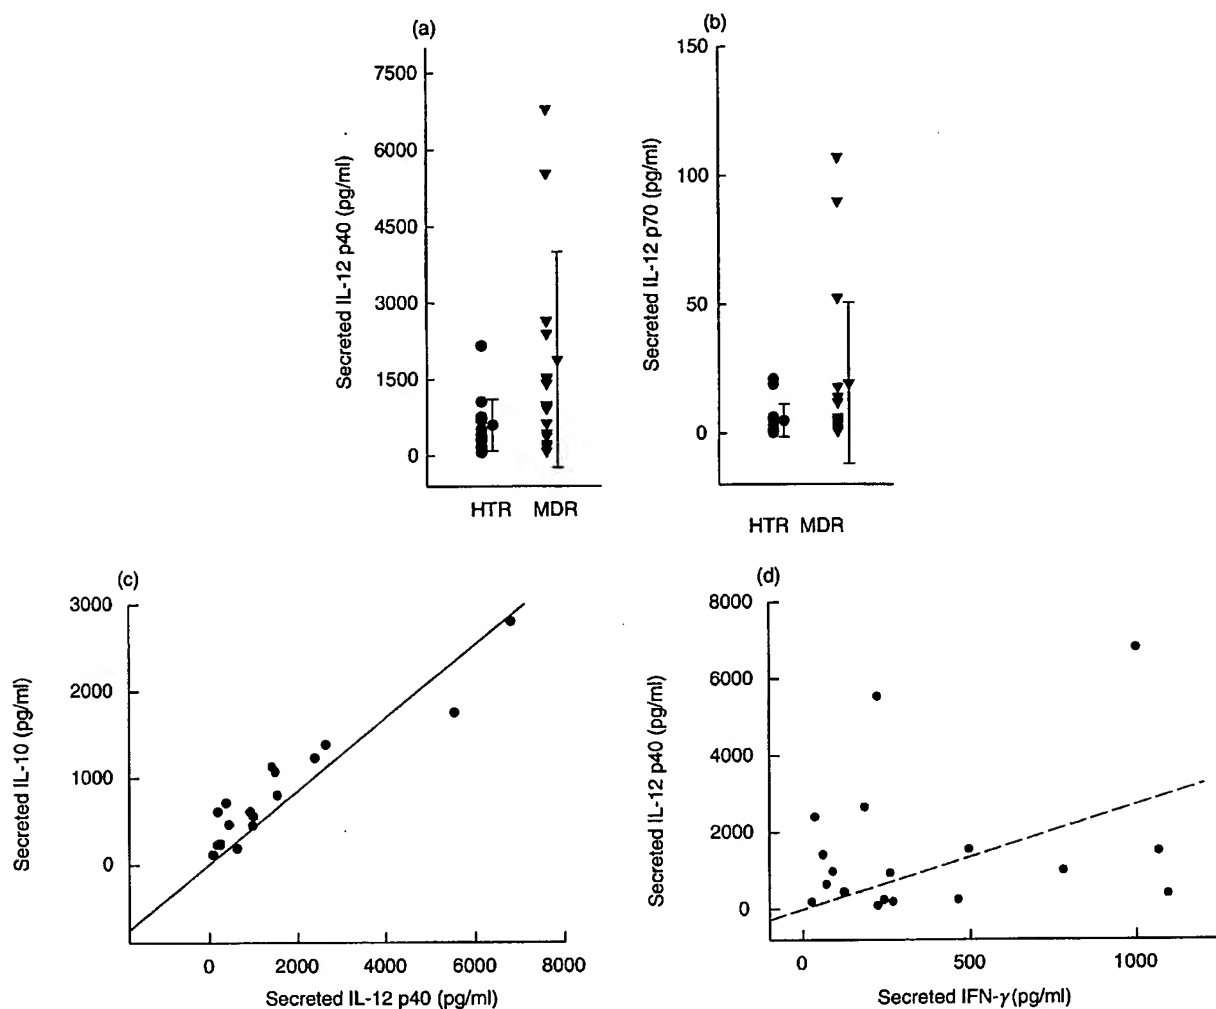 (a)
7500
6000
4500
3000
1500
0
Secreted IL-12 p40 (pg/ml)
HTR MDR
(b)
150
100
50
0
Secreted IL-12 p70 (pg/ml)
HTR MDR
(c)
3000
2000
1000
0
Secreted IL-10 (pg/ml)
0 2000 4000 6000 8000
Secreted IL-12 p40 (pg/ml)
(d)
8000
6000
4000
2000
0
Secreted IL-12 p40 (pg/ml)
0 500 1000
Secreted IFN-γ (pg/ml)